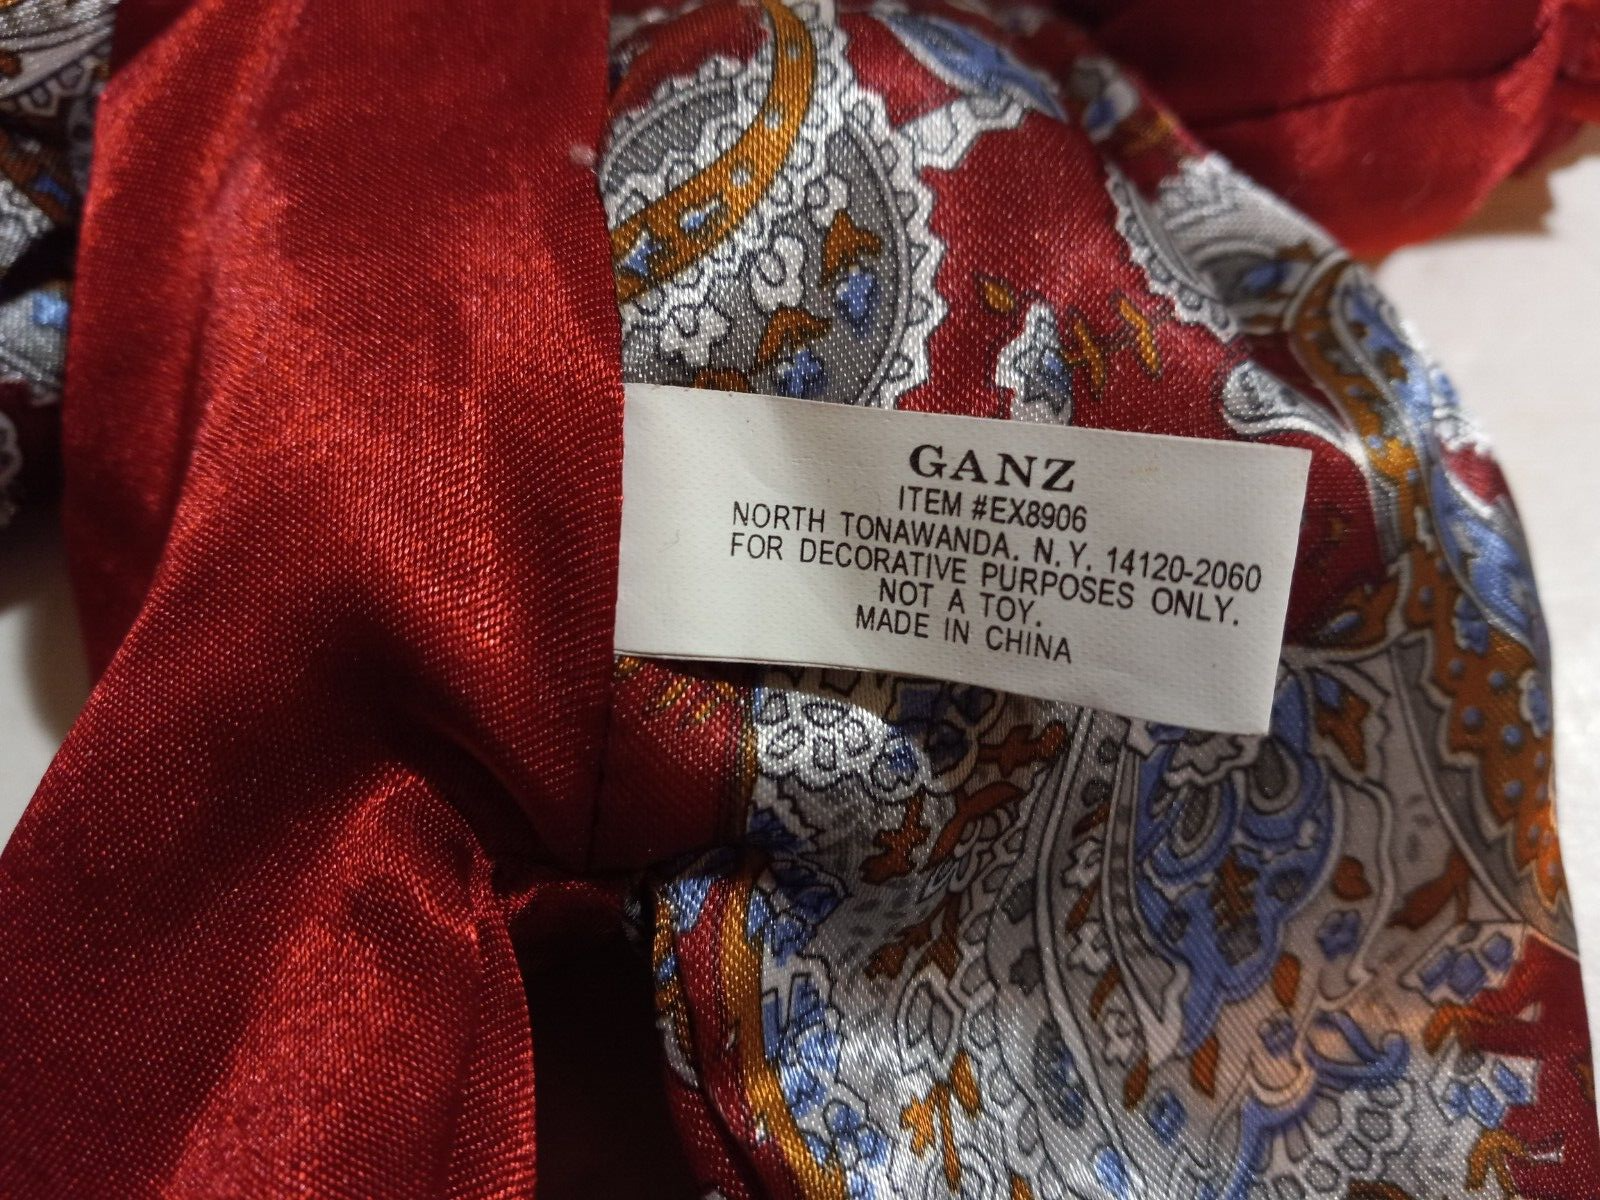 GANZ
ITEM #EX8906
NORTH TONAWANDA. N.Y. 14120-2060
FOR DECORATIVE PURPOSES ONLY.
NOT A TOY.
MADE IN CHINA